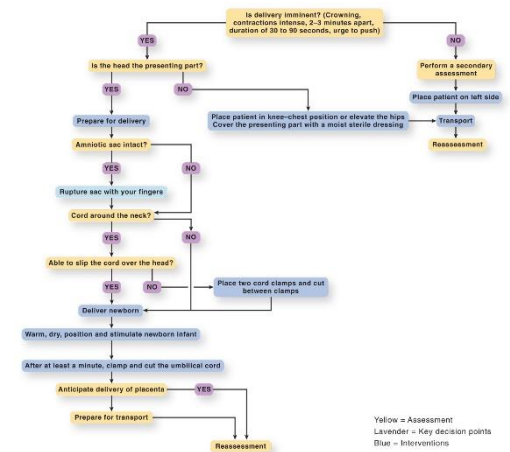 Is delivery imminent? (Crowning,
contractions intense, 2–3 minutes apart,
duration of 30 to 90 seconds, urge to push)
YES
NO
Is the head the presenting part?
Perform a secondary
assessment
YES
NO
Place patient on left side
Prepare for delivery
Place patient in knee–chest position or elevate the hips
Cover the presenting part with a moist sterile dressing
Transport
Amniotic sac intact?
Reassessment
YES
NO
Rupture sac with your fingers
Cord around the neck?
YES
NO
Able to slip the cord over the head?
YES
NO
Place two cord clamps and cut
between clamps
Deliver newborn
Warm, dry, position and stimulate newborn infant
After at least a minute, clamp and cut the umbilical cord
Anticipate delivery of placenta
YES
Prepare for transport
Reassessment
Yellow = Assessment
Lavender = Key decision points
Blue = Interventions